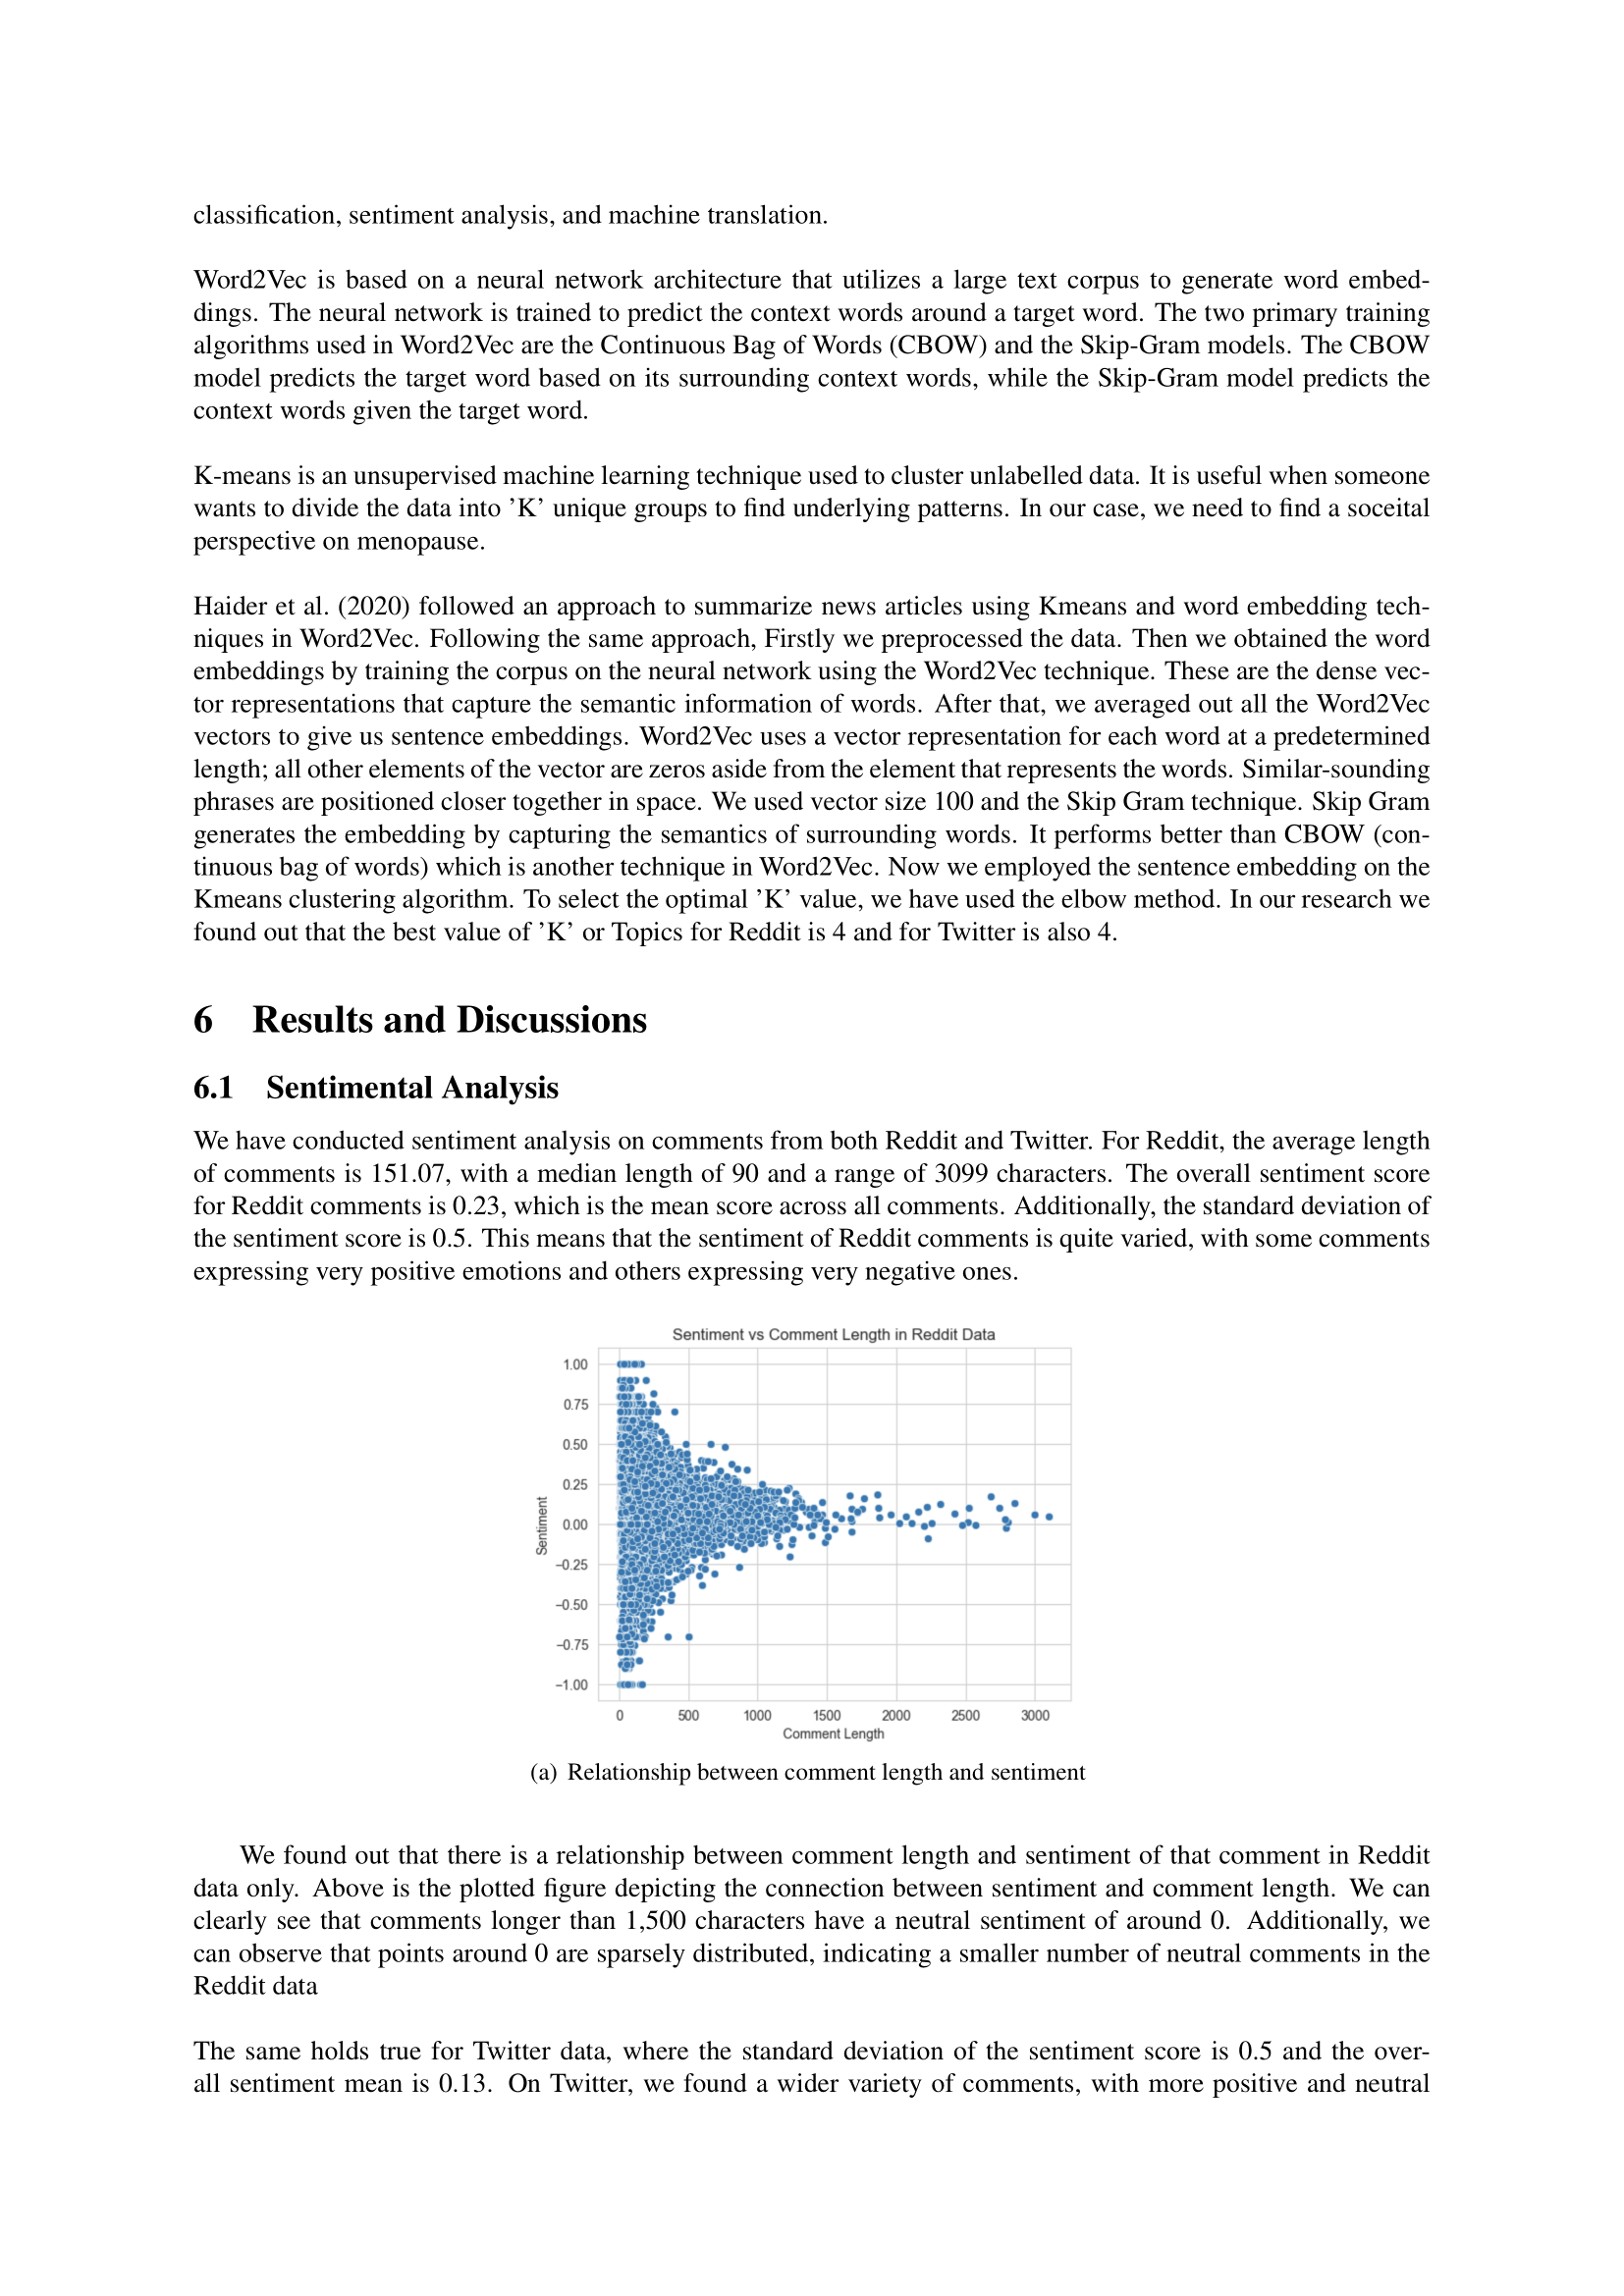 classification, sentiment analysis, and machine translation.
Word2Vec is based on a neural network architecture that utilizes a large text corpus to generate word embed-
dings. The neural network is trained to predict the context words around a target word. The two primary training
algorithms used in Word2Vec are the Continuous Bag of Words (CBOW) and the Skip-Gram models. The CBOW
model predicts the target word based on its surrounding context words, while the Skip-Gram model predicts the
context words given the target word.
K-means is an unsupervised machine learning technique used to cluster unlabelled data. It is useful when someone
wants to divide the data into ’K’ unique groups to find underlying patterns. In our case, we need to find a soceital
perspective on menopause.
Haider et al. (2020) followed an approach to summarize news articles using Kmeans and word embedding tech-
niques in Word2Vec. Following the same approach, Firstly we preprocessed the data. Then we obtained the word
embeddings by training the corpus on the neural network using the Word2Vec technique. These are the dense vec-
tor representations that capture the semantic information of words. After that, we averaged out all the Word2Vec
vectors to give us sentence embeddings. Word2Vec uses a vector representation for each word at a predetermined
length; all other elements of the vector are zeros aside from the element that represents the words. Similar-sounding
phrases are positioned closer together in space. We used vector size 100 and the Skip Gram technique. Skip Gram
generates the embedding by capturing the semantics of surrounding words. It performs better than CBOW (con-
tinuous bag of words) which is another technique in Word2Vec. Now we employed the sentence embedding on the
Kmeans clustering algorithm. To select the optimal ’K’ value, we have used the elbow method. In our research we
found out that the best value of ’K’ or Topics for Reddit is 4 and for Twitter is also 4.
6 Results and Discussions
6.1 Sentimental Analysis
We have conducted sentiment analysis on comments from both Reddit and Twitter. For Reddit, the average length
of comments is 151.07, with a median length of 90 and a range of 3099 characters. The overall sentiment score
for Reddit comments is 0.23, which is the mean score across all comments. Additionally, the standard deviation of
the sentiment score is 0.5. This means that the sentiment of Reddit comments is quite varied, with some comments
expressing very positive emotions and others expressing very negative ones.
Sentiment vs Comment Length in Reddit Data
1.00
0.75
0.50
0.25
0.00
−0.25
−0.50
−0.75
−1.00
Sentiment
0 500 1000 1500 2000 2500 3000
Comment Length
(a) Relationship between comment length and sentiment
We found out that there is a relationship between comment length and sentiment of that comment in Reddit
data only. Above is the plotted figure depicting the connection between sentiment and comment length. We can
clearly see that comments longer than 1,500 characters have a neutral sentiment of around 0. Additionally, we
can observe that points around 0 are sparsely distributed, indicating a smaller number of neutral comments in the
Reddit data
The same holds true for Twitter data, where the standard deviation of the sentiment score is 0.5 and the over-
all sentiment mean is 0.13. On Twitter, we found a wider variety of comments, with more positive and neutral